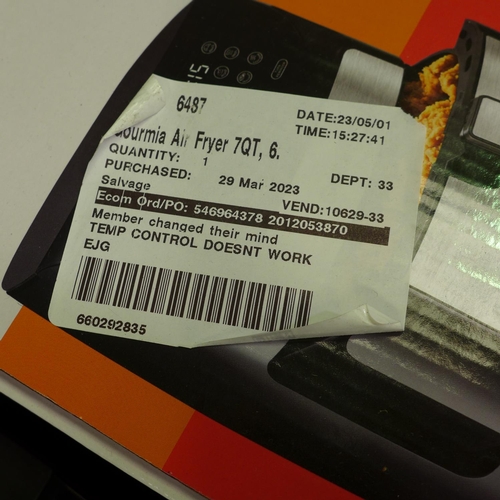 6487
DATE:23/05/01
TIME:15:27:41
Gourmia Air Fryer 7QT, 6.
QUANTITY: 1
PURCHASED: 29 Mar 2023 DEPT: 33
Salvage VEND:10629-33
Ecom Ord/PO: 546964378 2012053870
Member changed their mind
TEMP CONTROL DOESNT WORK
EJG
660292835